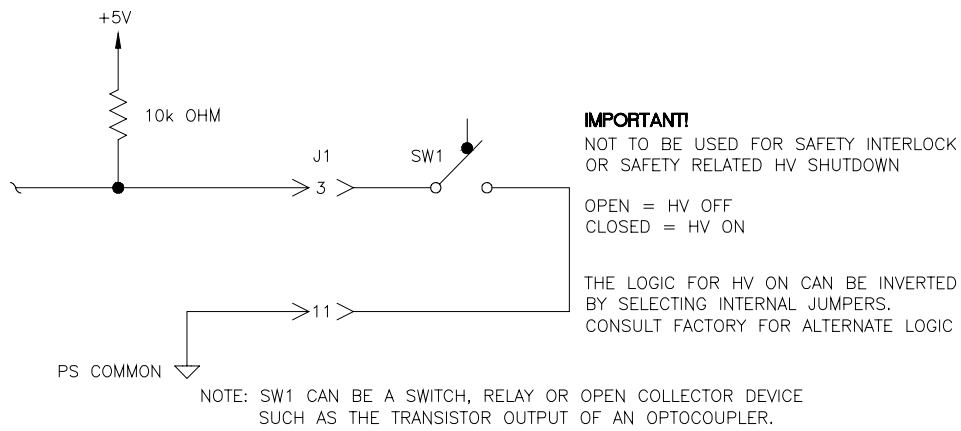 +5V
10k OHM
J1
SW1
3
IMPORTANT!
NOT TO BE USED FOR SAFETY INTERLOCK
OR SAFETY RELATED HV SHUTDOWN
OPEN = HV OFF
CLOSED = HV ON
THE LOGIC FOR HV ON CAN BE INVERTED
BY SELECTING INTERNAL JUMPERS.
CONSULT FACTORY FOR ALTERNATE LOGIC
11
PS COMMON
NOTE: SW1 CAN BE A SWITCH, RELAY OR OPEN COLLECTOR DEVICE
SUCH AS THE TRANSISTOR OUTPUT OF AN OPTOCOUPLER.